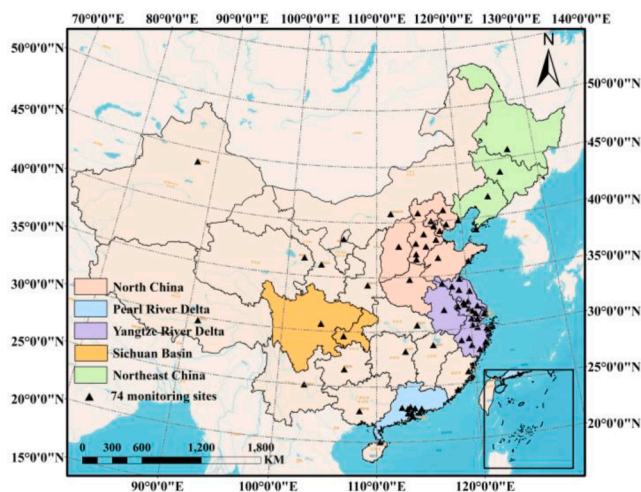 70°0'0"E 80°0'0"E 90°0'0"E 100°0'0"E 110°0'0"E 120°0'0"E 130°0'0"E 140°0'0"E
N
50°0'0"N
45°0'0"N
40°0'0"N
35°0'0"N
30°0'0"N
25°0'0"N
20°0'0"N
15°0'0"N
50°0'0"N
45°0'0"N
40°0'0"N
35°0'0"N
30°0'0"N
25°0'0"N
20°0'0"N
North China
Pearl River Delta
Yangtze River Delta
Sichuan Basin
Northeast China
74 monitoring sites
0 300 600 1,200 1,800
KM
90°0'0"E 100°0'0"E 110°0'0"E 120°0'0"E